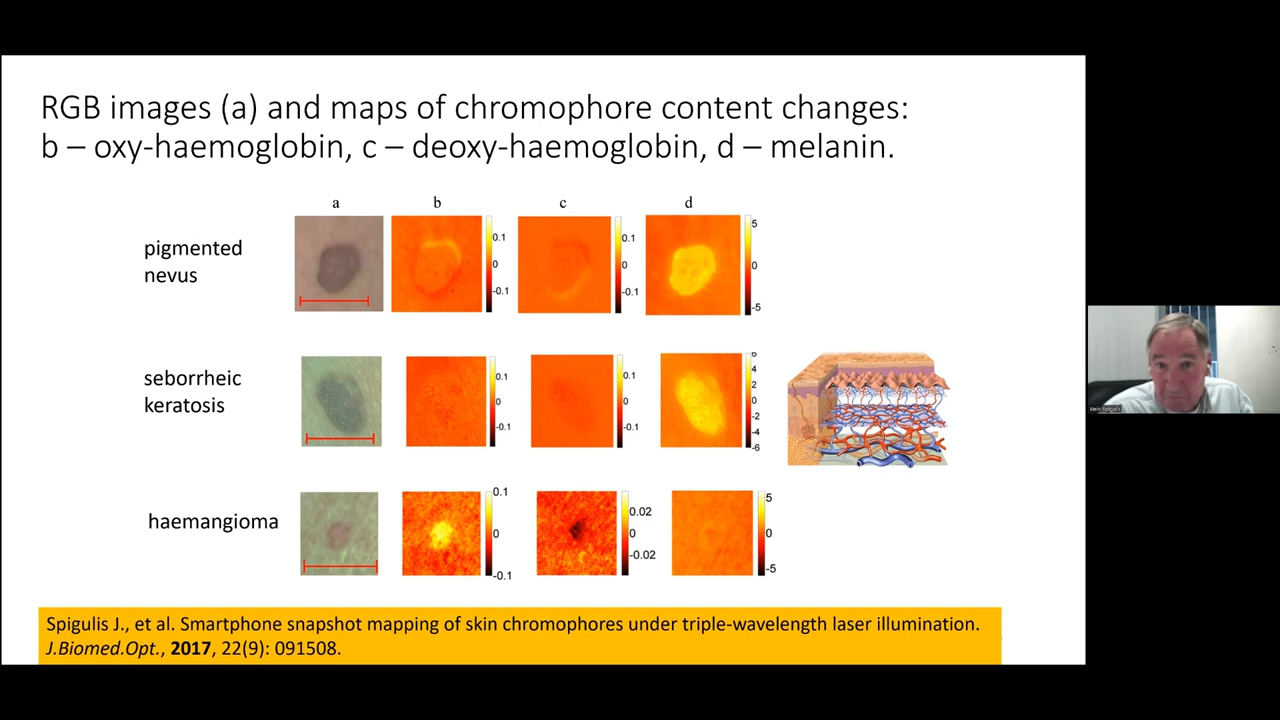 RGB images (a) and maps of chromophore content changes:
b – oxy-haemoglobin, c – deoxy-haemoglobin, d – melanin.
a b c d
pigmented
nevus
0.1
0
-0.1
0.1
0
-0.1
5
0
-5
seborrheic
keratosis
0.1
0
-0.1
0.1
0
-0.1
6
4
2
0
-2
-4
-6
haemangioma
0.1
0
-0.1
0.02
0
-0.02
5
0
-5
Spigulis J., et al. Smartphone snapshot mapping of skin chromophores under triple-wavelength laser illumination.
J.Biomed.Opt., 2017, 22(9): 091508.
Janis Spigulis